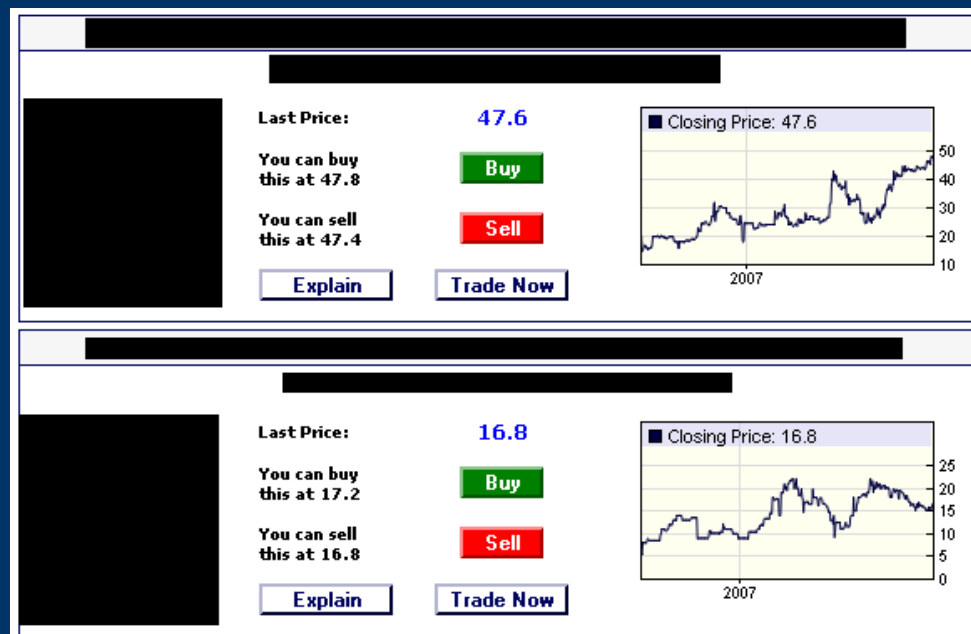 Last Price: 47.6
You can buy
this at 47.8
Buy
You can sell
this at 47.4
Sell
Explain Trade Now
Closing Price: 47.6
50
40
30
20
10
2007
Last Price: 16.8
You can buy
this at 17.2
Buy
You can sell
this at 16.8
Sell
Explain Trade Now
Closing Price: 16.8
25
20
15
10
5
0
2007